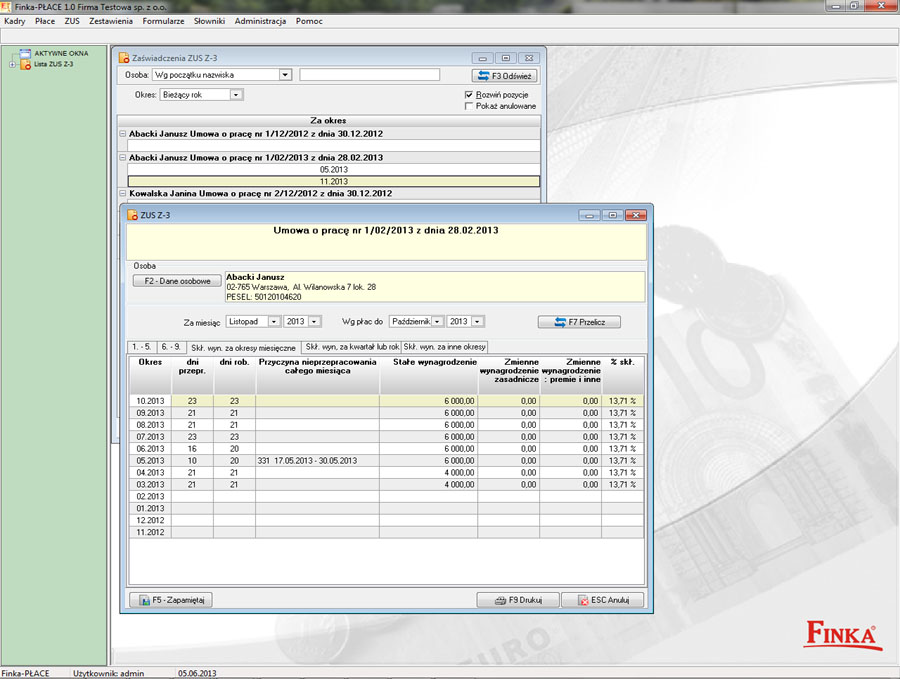 Finka-PŁACE 1.0 Firma Testowa sp. z o.o.
Kadry Płace ZUS Zestawienia Formularze Słowniki Administracja Pomoc
AKTYWNE OKNA
Lista ZUS Z-3
Zaświadczenia ZUS Z-3
Osoba: Wg początku nazwiska F3 Odśwież
Okres: Bieżący rok Rozwiń pozycje
Pokaż anulowane
Za okres
Abacki Janusz Umowa o pracę nr 1/12/2012 z dnia 30.12.2012
Abacki Janusz Umowa o pracę nr 1/02/2013 z dnia 28.02.2013
05.2013
11.2013
Kowalska Janina Umowa o pracę nr 2/12/2012 z dnia 30.12.2012
ZUS Z-3
Umowa o pracę nr 1/02/2013 z dnia 28.02.2013
Osoba
F2 - Dane osobowe
Abacki Janusz
02-765 Warszawa, Al. Wilanowska 7 lok. 28
PESEL: 50120104620
Za miesiąc Listopad 2013 Wg płac do Październik 2013 F7 Przelicz
1. - 5. 6. - 9. Skł. wyn. za okresy miesięczne Skł. wyn, za kwartał lub rok Skł. wyn. za inne okresy
Okres dni przepr. dni rob. Przyczyna nieprzepracowania całego miesiąca Stałe wynagrodzenie Zmienne wynagrodzenie zasadnicze Zmienne wynagrodzenie : premie i inne % skł.
10.2013 23 23 6 000,00 0,00 0,00 13,71 %
09.2013 21 21 6 000,00 0,00 0,00 13,71 %
08.2013 21 21 6 000,00 0,00 0,00 13,71 %
07.2013 23 23 6 000,00 0,00 0,00 13,71 %
06.2013 16 20 6 000,00 0,00 0,00 13,71 %
05.2013 10 20 331 17.05.2013 - 30.05.2013 6 000,00 0,00 0,00 13,71 %
04.2013 21 21 4 000,00 0,00 0,00 13,71 %
03.2013 21 21 4 000,00 0,00 0,00 13,71 %
02.2013
01.2013
12.2012
11.2012
F5 - Zapamiętaj F9 Drukuj ESC Anuluj
EURO
FINKA
Finka-PŁACE Użytkownik: admin 05.06.2013